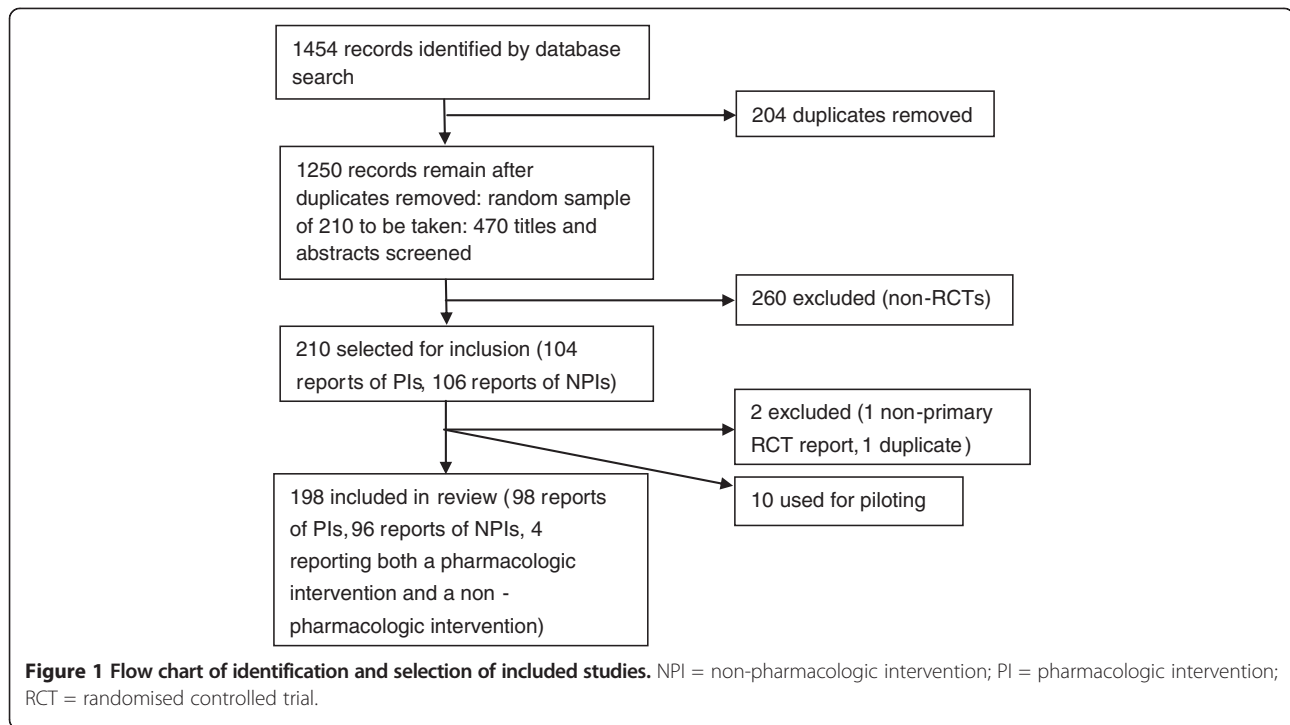 1454 records identified by database
search
204 duplicates removed
1250 records remain after
duplicates removed: random sample
of 210 to be taken: 470 titles and
abstracts screened
260 excluded (non-RCTs)
210 selected for inclusion (104
reports of PIs, 106 reports of NPIs)
2 excluded (1 non-primary
RCT report, 1 duplicate)
10 used for piloting
198 included in review (98 reports
of PIs, 96 reports of NPIs, 4
reporting both a pharmacologic
intervention and a non -
pharmacologic intervention)
Figure 1 Flow chart of identification and selection of included studies. NPI = non-pharmacologic intervention; PI = pharmacologic intervention;
RCT = randomised controlled trial.